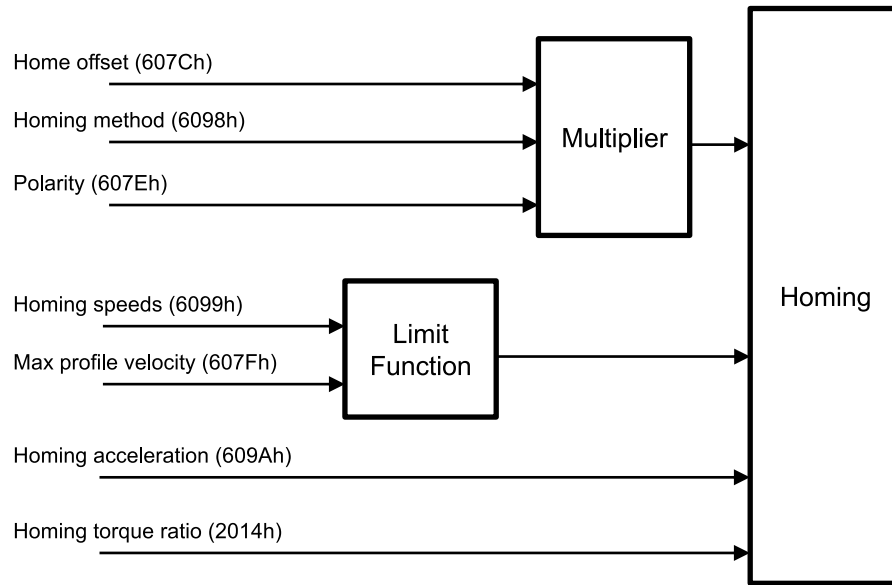 Home offset (607Ch)
Homing method (6098h)
Polarity (607Eh)
Multiplier
Homing speeds (6099h)
Max profile velocity (607Fh)
Limit
Function
Homing
Homing acceleration (609Ah)
Homing torque ratio (2014h)